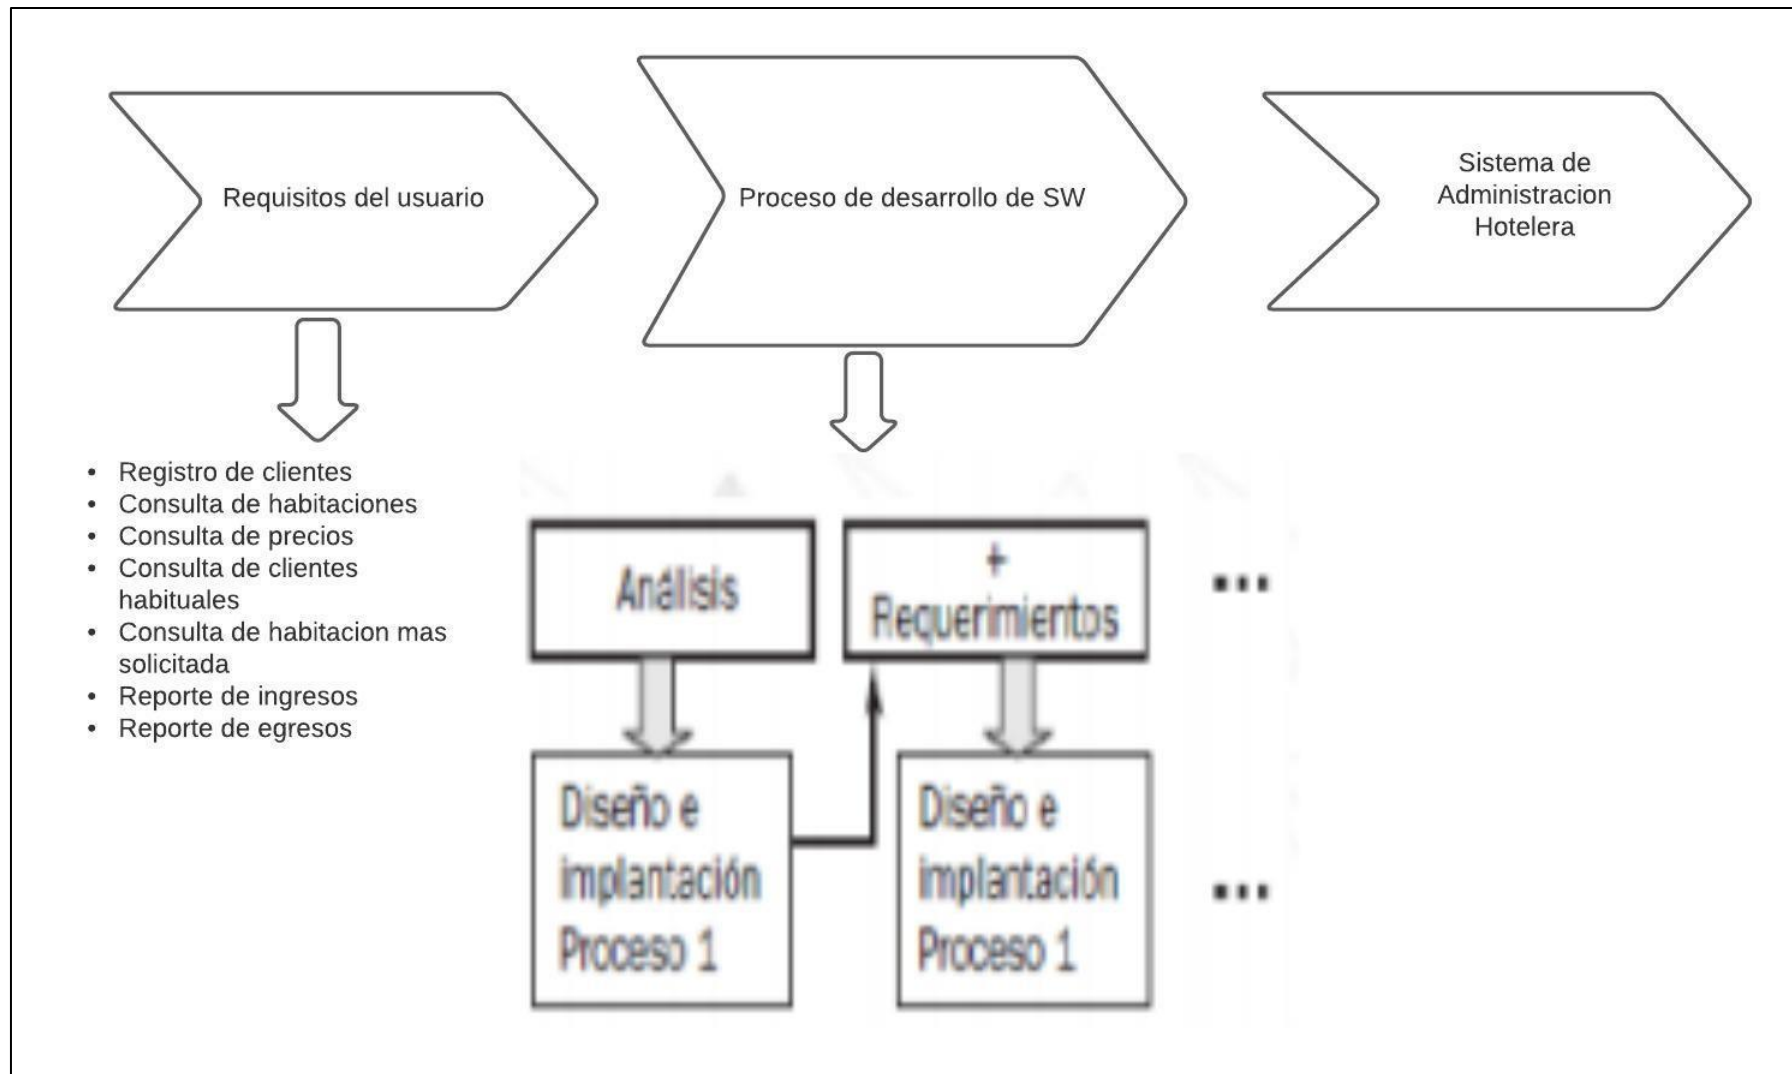 Requisitos del usuario
Proceso de desarrollo de SW
Sistema de
Administracion
Hotelera
• Registro de clientes
• Consulta de habitaciones
• Consulta de precios
• Consulta de clientes
habituales
• Consulta de habitacion mas
solicitada
• Reporte de ingresos
• Reporte de egresos
Análisis
+
Requerimientos
...
Diseño e
implantación
Proceso 1
Diseño e
implantación
Proceso 1
...